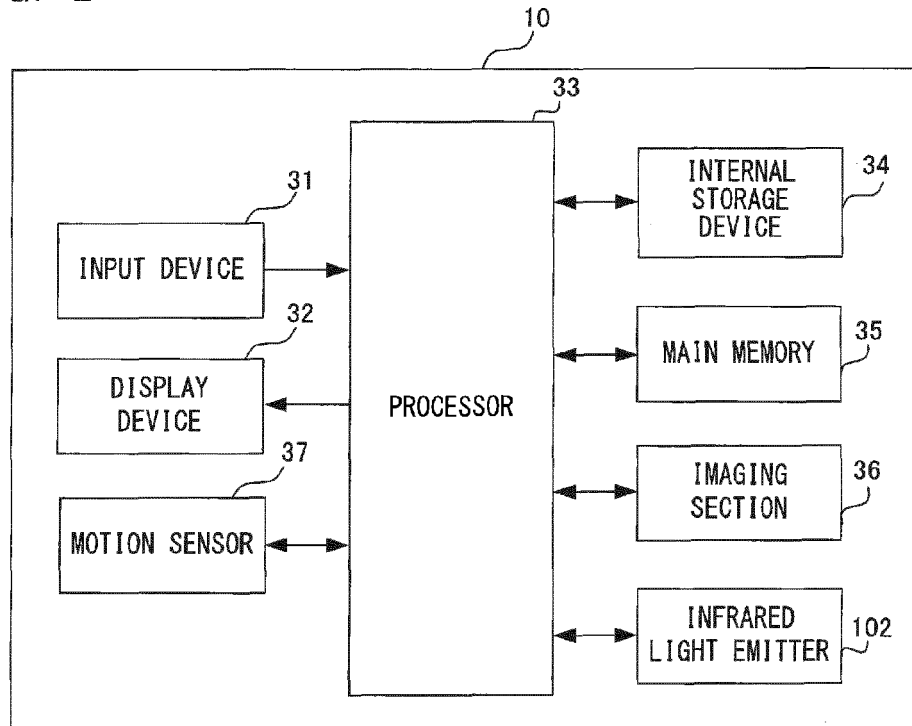 10
33
31
INPUT DEVICE
32
DISPLAY
DEVICE
37
MOTION SENSOR
PROCESSOR
INTERNAL
STORAGE
DEVICE
34
MAIN MEMORY
35
IMAGING
SECTION
36
INFRARED
LIGHT EMITTER
102